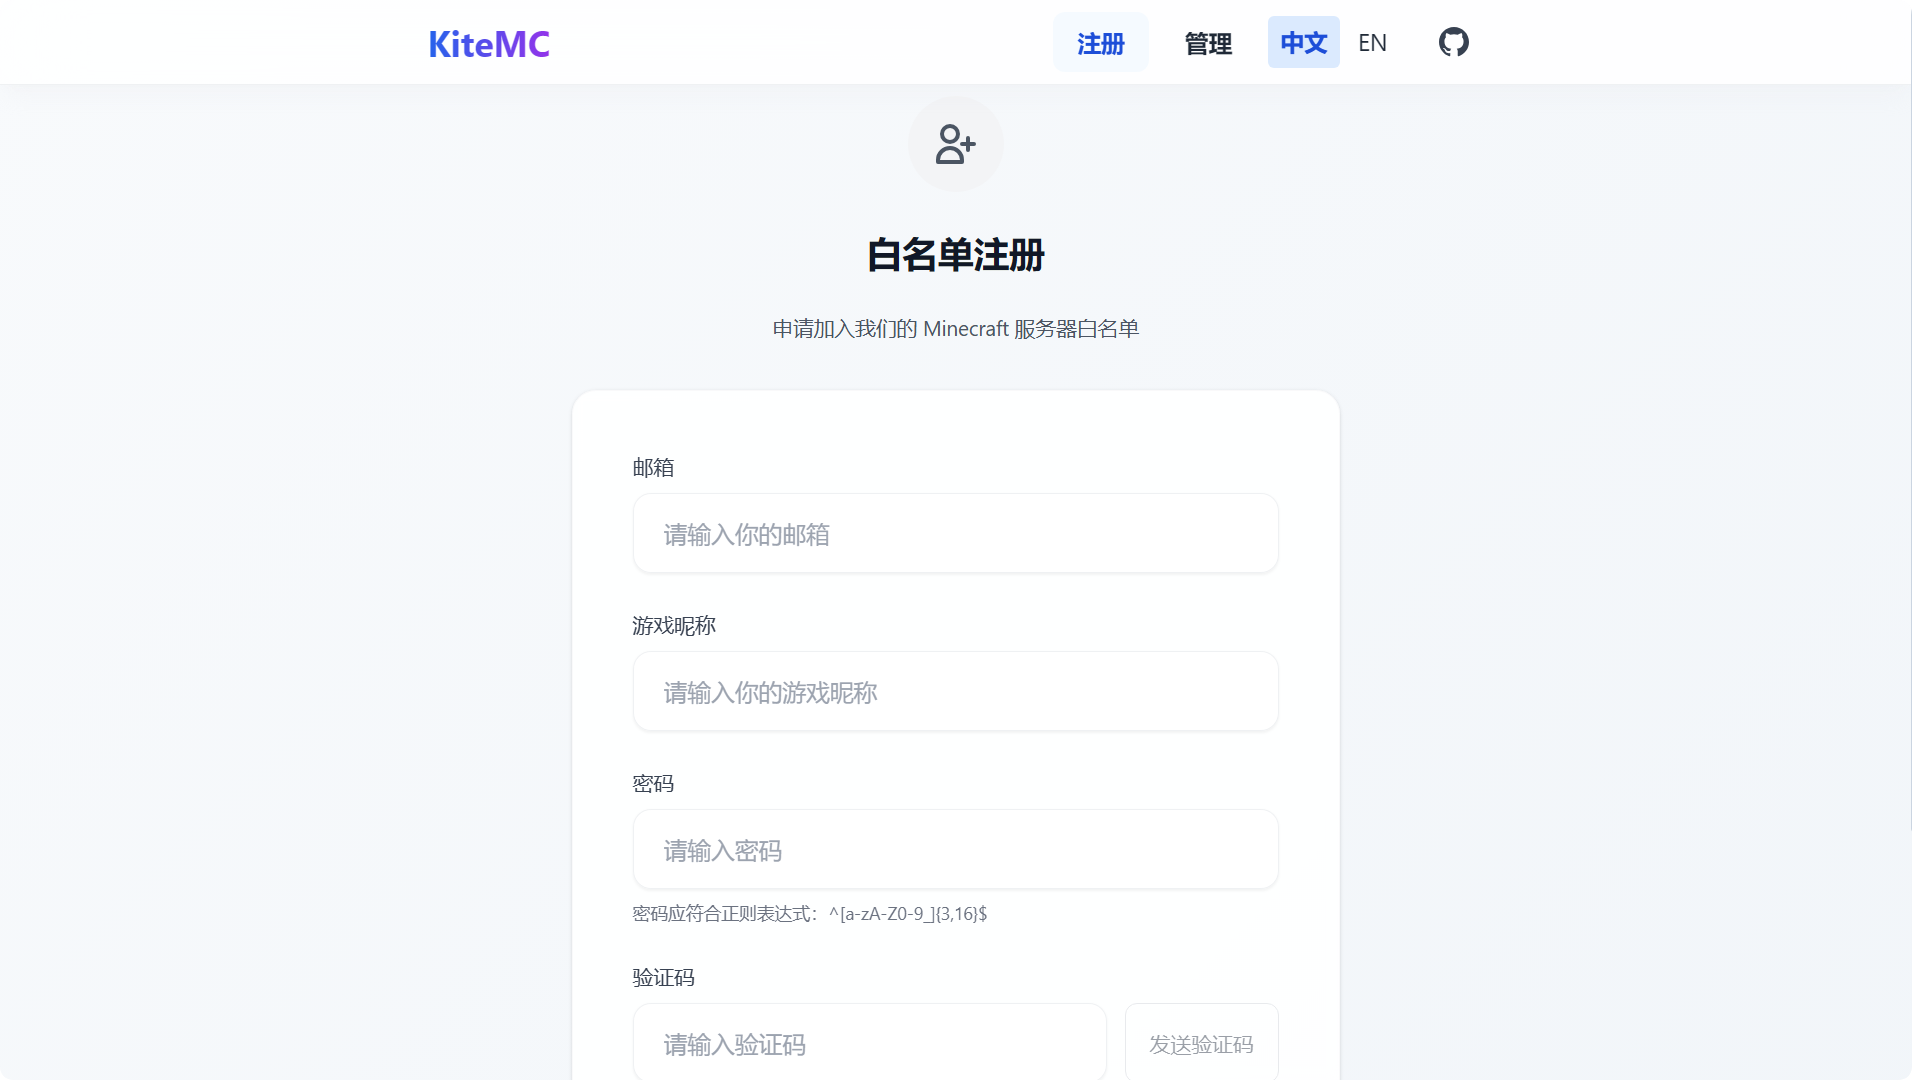 KiteMC 注册 管理 中文 EN
白名单注册
申请加入我们的 Minecraft 服务器白名单
邮箱
请输入你的邮箱
游戏昵称
请输入你的游戏昵称
密码
请输入密码
密码应符合正则表达式：^[a-zA-Z0-9_]{3,16}$
验证码
请输入验证码 发送验证码